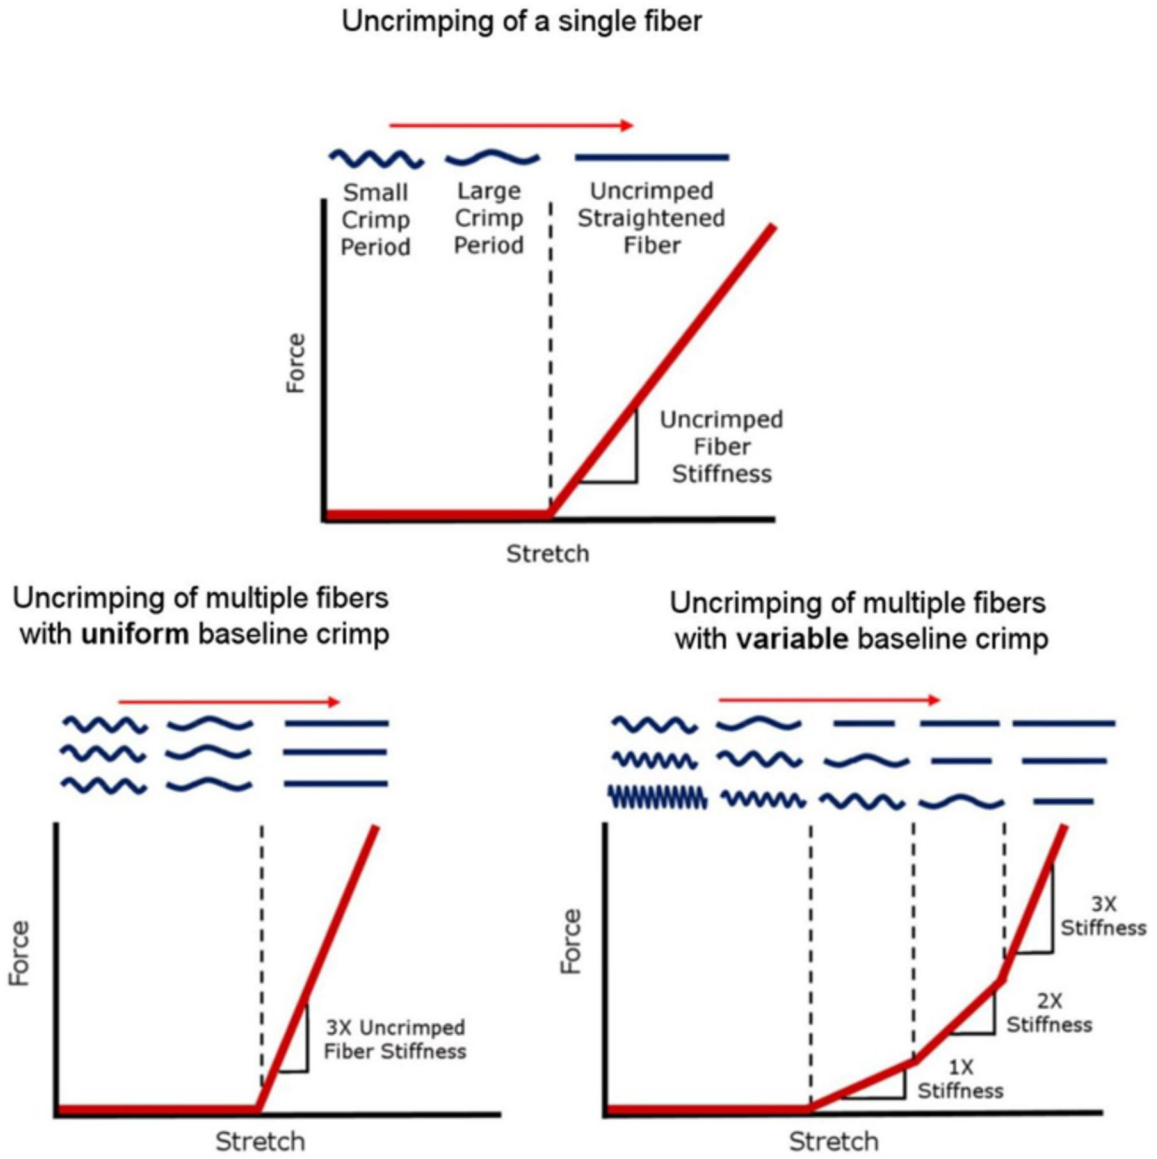 Uncrimping of a single fiber
Small
Crimp
Period
Large
Crimp
Period
Uncrimped
Straightened
Fiber
Force
Uncrimped
Fiber
Stiffness
Stretch
Uncrimping of multiple fibers
with uniform baseline crimp
Force
3X Uncrimped
Fiber Stiffness
Stretch
Uncrimping of multiple fibers
with variable baseline crimp
Force
3X
Stiffness
2X
Stiffness
1X
Stiffness
Stretch